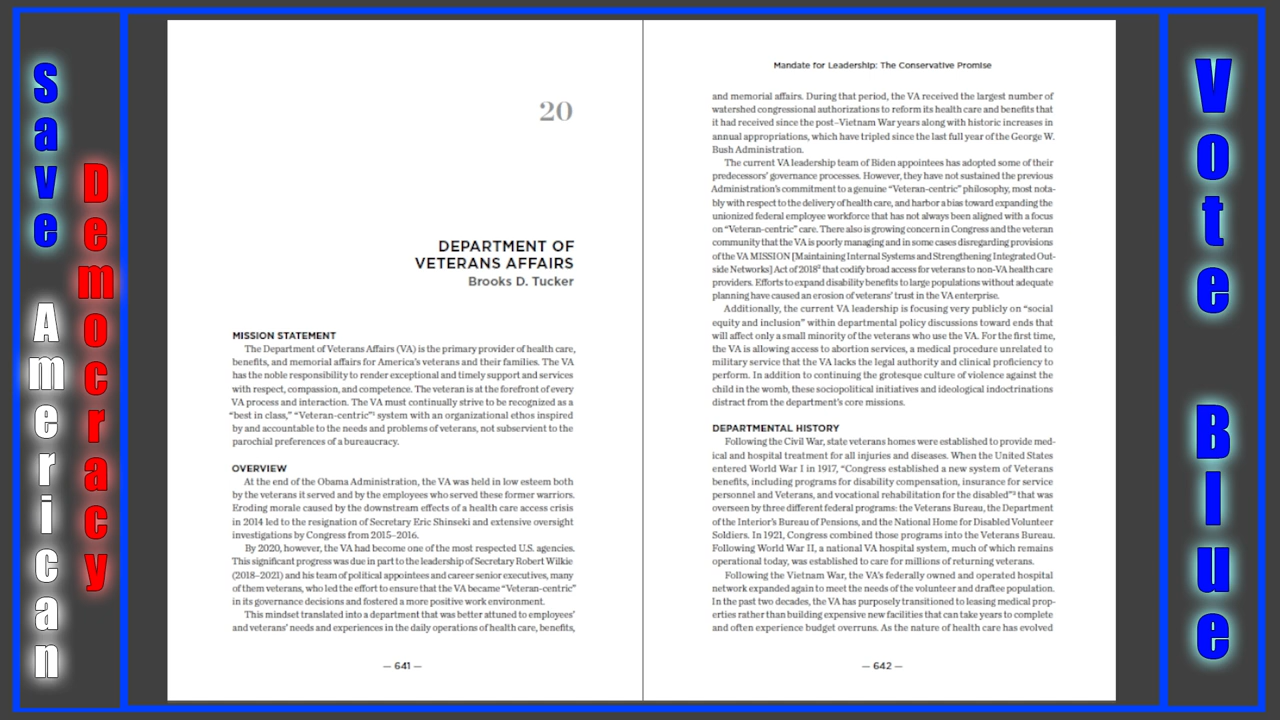 save
American
Democracy
20
DEPARTMENT OF
VETERANS AFFAIRS
Brooks D. Tucker
MISSION STATEMENT
The Department of Veterans Affairs (VA) is the primary provider of health care,
benefits, and memorial affairs for America's veterans and their families. The VA
has the noble responsibility to render exceptional and timely support and services
with respect, compassion, and competence. The veteran is at the forefront of every
VA process and interaction. The VA must continually strive to be recognized as a
“best in class,” “Veteran-centric”¹ system with an organizational ethos inspired
by and accountable to the needs and problems of veterans, not subservient to the
parochial preferences of a bureaucracy.
OVERVIEW
At the end of the Obama Administration, the VA was held in low esteem both
by the veterans it served and by the employees who served these former warriors.
Eroding morale caused by the downstream effects of a health care access crisis
in 2014 led to the resignation of Secretary Eric Shinseki and extensive oversight
investigations by Congress from 2015–2016.
By 2020, however, the VA had become one of the most respected U.S. agencies.
This significant progress was due in part to the leadership of Secretary Robert Wilkie
(2018–2021) and his team of political appointees and career senior executives, many
of them veterans, who led the effort to ensure that the VA became “Veteran-centric”
in its governance decisions and fostered a more positive work environment.
This mindset translated into a department that was better attuned to employees'
and veterans' needs and experiences in the daily operations of health care, benefits,
— 641 —
Mandate for Leadership: The Conservative Promise
and memorial affairs. During that period, the VA received the largest number of
watershed congressional authorizations to reform its health care and benefits that
it had received since the post–Vietnam War years along with historic increases in
annual appropriations, which have tripled since the last full year of the George W.
Bush Administration.
The current VA leadership team of Biden appointees has adopted some of their
predecessors' governance processes. However, they have not sustained the previous
Administration's commitment to a genuine “Veteran-centric” philosophy, most nota-
bly with respect to the delivery of health care, and harbor a bias toward expanding the
unionized federal employee workforce that has not always been aligned with a focus
on “Veteran-centric” care. There also is growing concern in Congress and the veteran
community that the VA is poorly managing and in some cases disregarding provisions
of the VA MISSION [Maintaining Internal Systems and Strengthening Integrated Out-
side Networks] Act of 2018² that codify broad access for veterans to non-VA health care
providers. Efforts to expand disability benefits to large populations without adequate
planning have caused an erosion of veterans' trust in the VA enterprise.
Additionally, the current VA leadership is focusing very publicly on “social
equity and inclusion” within departmental policy discussions toward ends that
will affect only a small minority of the veterans who use the VA. For the first time,
the VA is allowing access to abortion services, a medical procedure unrelated to
military service that the VA lacks the legal authority and clinical proficiency to
perform. In addition to continuing the grotesque culture of violence against the
child in the womb, these sociopolitical initiatives and ideological indoctrinations
distract from the department's core missions.
DEPARTMENTAL HISTORY
Following the Civil War, state veterans homes were established to provide med-
ical and hospital treatment for all injuries and diseases. When the United States
entered World War I in 1917, “Congress established a new system of Veterans
benefits, including programs for disability compensation, insurance for service
personnel and Veterans, and vocational rehabilitation for the disabled”³ that was
overseen by three different federal programs: the Veterans Bureau, the Department
of the Interior's Bureau of Pensions, and the National Home for Disabled Volunteer
Soldiers. In 1921, Congress combined those programs into the Veterans Bureau.
Following World War II, a national VA hospital system, much of which remains
operational today, was established to care for millions of returning veterans.
Following the Vietnam War, the VA's federally owned and operated hospital
network expanded again to meet the needs of the volunteer and draftee population.
In the past two decades, the VA has purposely transitioned to leasing medical prop-
erties rather than building expensive new facilities that can take years to complete
and often experience budget overruns. As the nature of health care has evolved
— 642 —
Vote
Blue